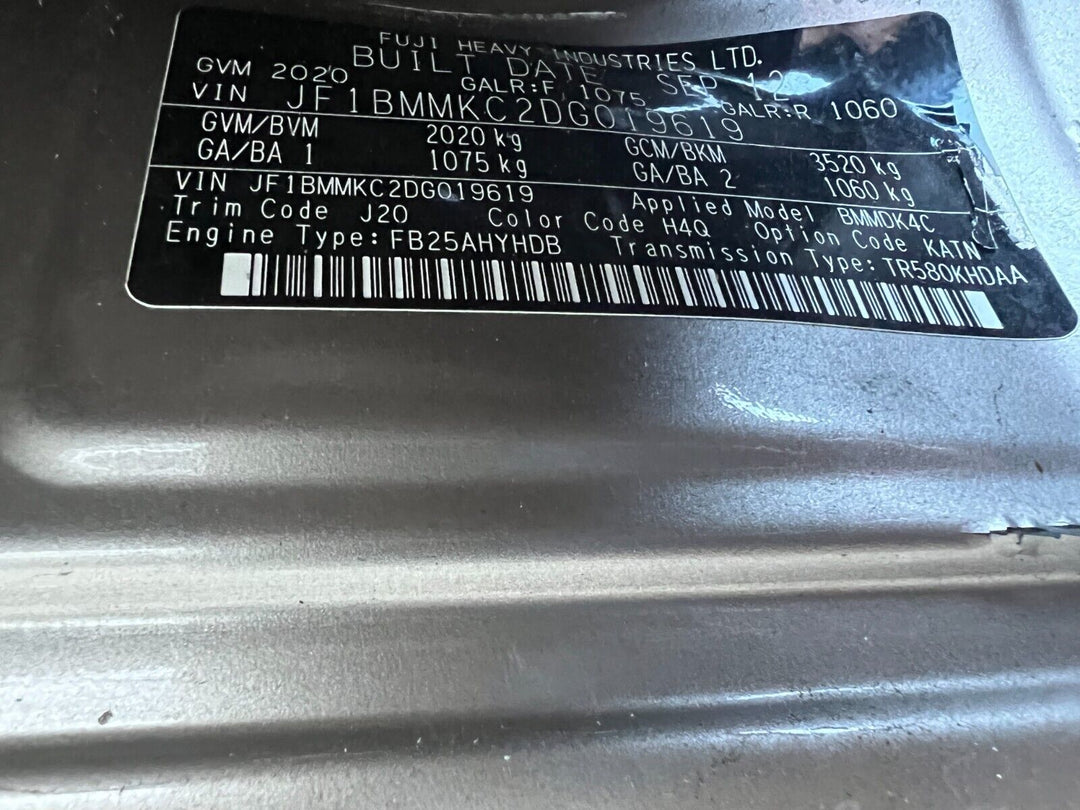 FUJI HEAVY INDUSTRIES LTD.
BUILT DATE SEP 12
GVM 2020 GALR:F 1075 GALR:R 1060
VIN JF1BMMKC2DG019619
GVM/BVM 2020 kg GCM/BKM 3520 kg
GA/BA 1 1075 kg GA/BA 2 1060 kg
VIN JF1BMMKC2DG019619 Applied Model BMMDK4C
Trim Code J20 Color Code H4Q Option Code KATN
Engine Type: FB25AHYHDB Transmission Type: TR580KHDAA